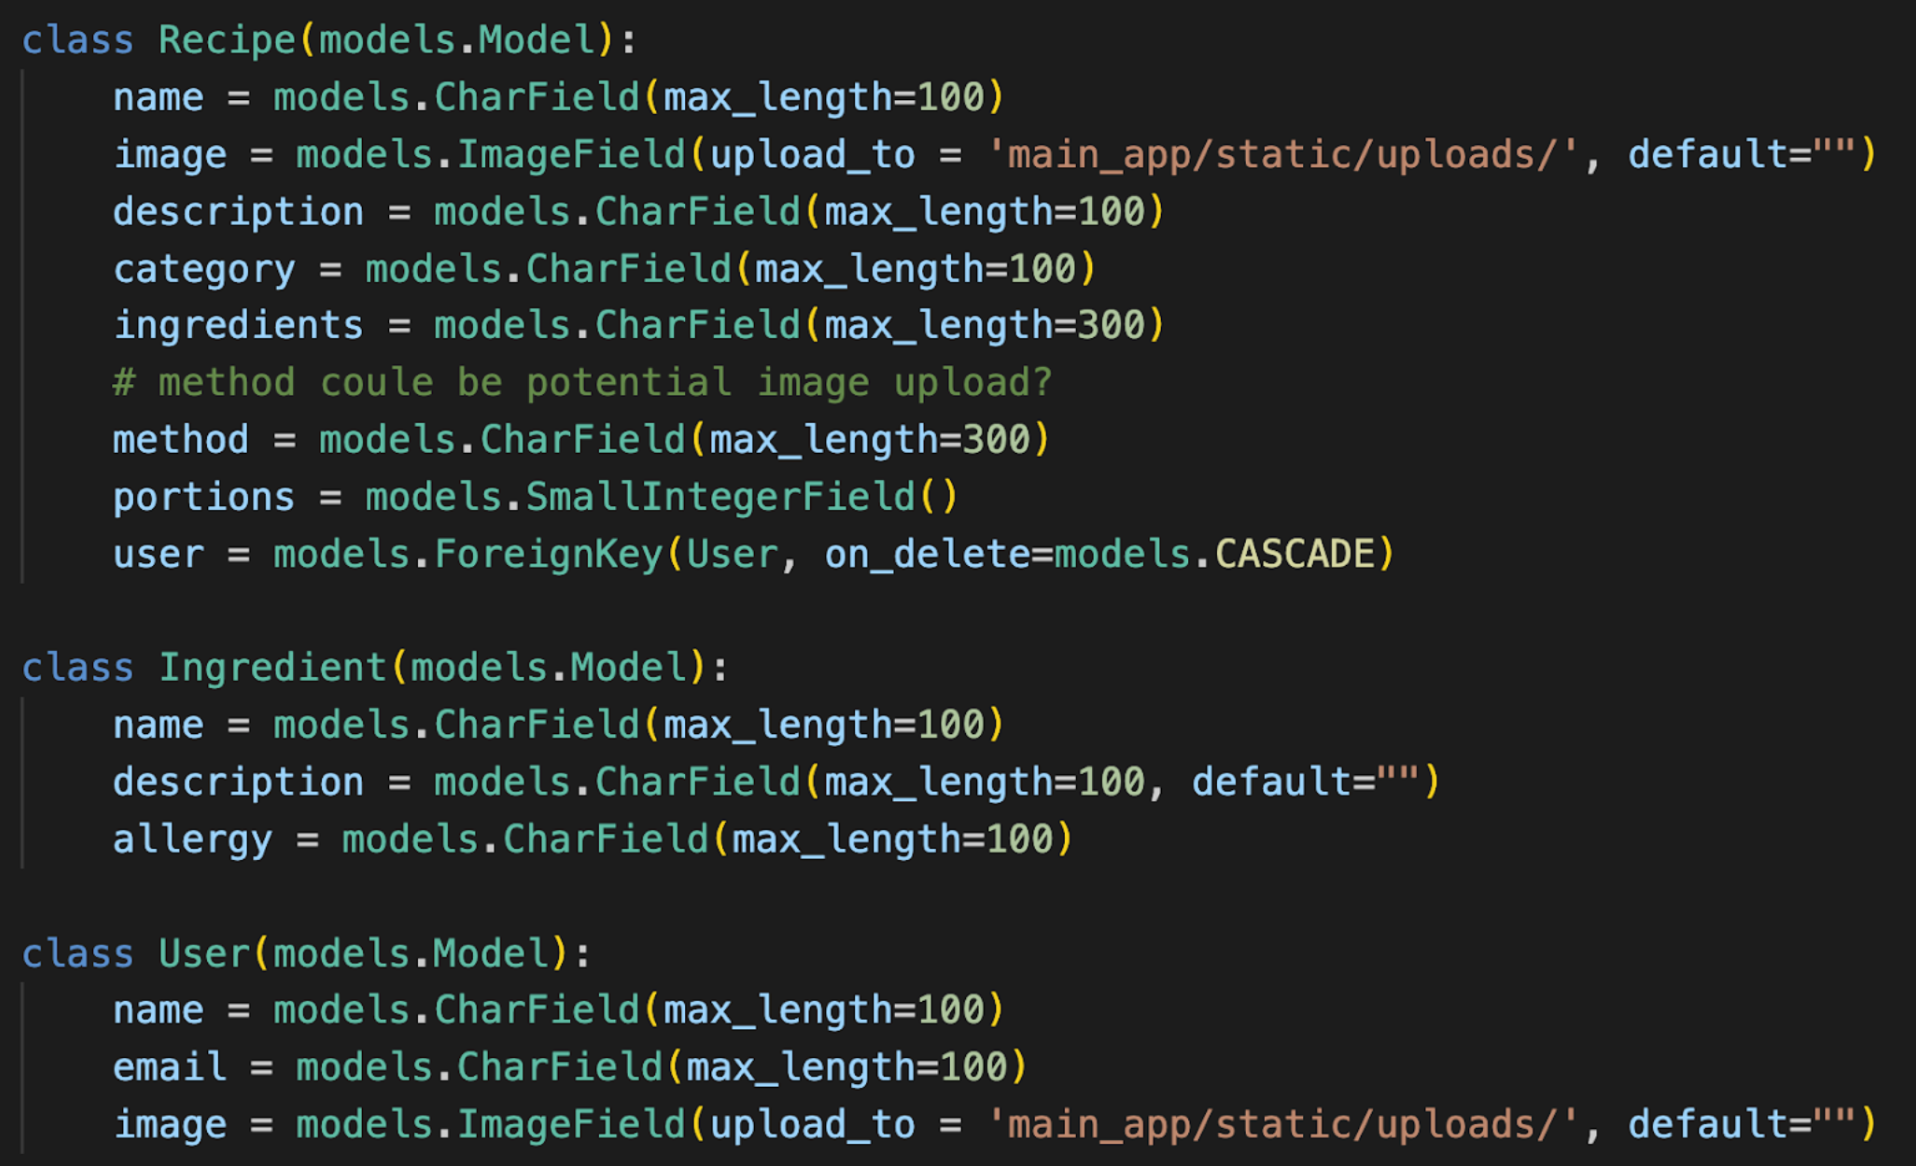 class Recipe(models.Model):
    name = models.CharField(max_length=100)
    image = models.ImageField(upload_to = 'main_app/static/uploads/', default="")
    description = models.CharField(max_length=100)
    category = models.CharField(max_length=100)
    ingredients = models.CharField(max_length=300)
    # method coule be potential image upload?
    method = models.CharField(max_length=300)
    portions = models.SmallIntegerField()
    user = models.ForeignKey(User, on_delete=models.CASCADE)

class Ingredient(models.Model):
    name = models.CharField(max_length=100)
    description = models.CharField(max_length=100, default="")
    allergy = models.CharField(max_length=100)

class User(models.Model):
    name = models.CharField(max_length=100)
    email = models.CharField(max_length=100)
    image = models.ImageField(upload_to = 'main_app/static/uploads/', default="")